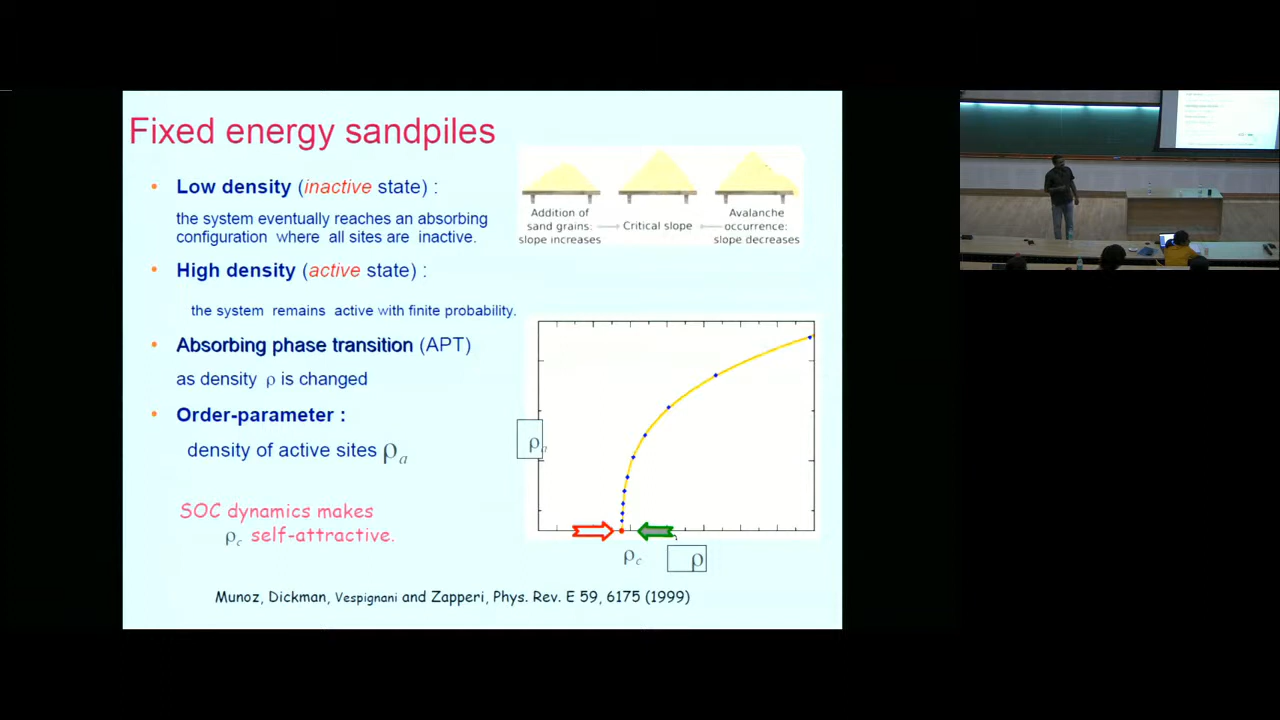 Fixed energy sandpiles
• Low density (inactive state) :
the system eventually reaches an absorbing
configuration where all sites are inactive.
• High density (active state) :
the system remains active with finite probability.
• Absorbing phase transition (APT)
as density ρ is changed
• Order-parameter :
density of active sites ρₐ
SOC dynamics makes
ρ_c self-attractive.
Addition of
sand grains:
slope increases
Critical slope
Avalanche
occurrence:
slope decreases
ρₐ
ρ_c
ρ
Munoz, Dickman, Vespignani and Zapperi, Phys. Rev. E 59, 6175 (1999)